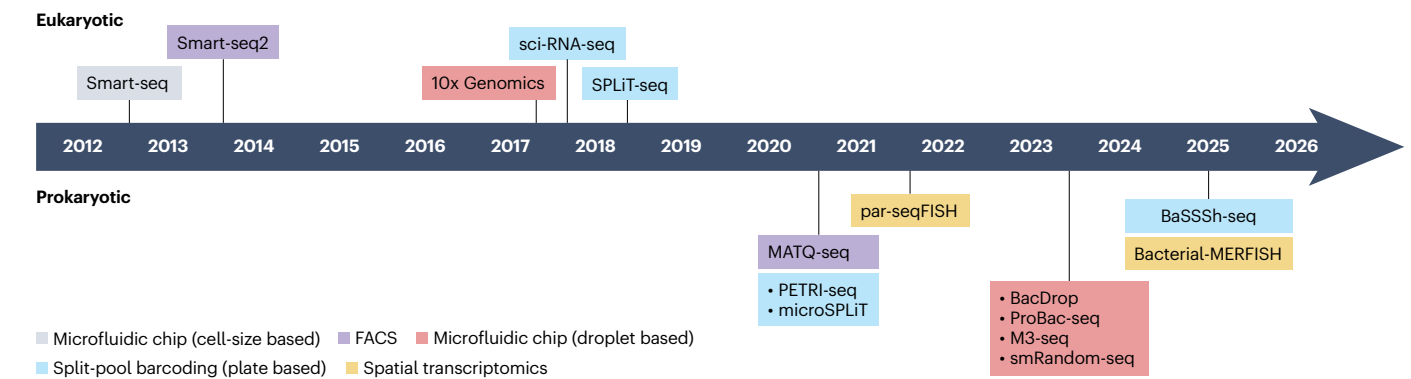 Eukaryotic
Smart-seq2
sci-RNA-seq
Smart-seq
10x Genomics
SPLiT-seq
2012 2013 2014 2015 2016 2017 2018 2019 2020 2021 2022 2023 2024 2025 2026
Prokaryotic
par-seqFISH
BaSSSh-seq
MATQ-seq
Bacterial-MERFISH
• PETRI-seq
• microSPLiT
• BacDrop
• ProBac-seq
• M3-seq
• smRandom-seq
Microfluidic chip (cell-size based) FACS Microfluidic chip (droplet based)
Split-pool barcoding (plate based) Spatial transcriptomics